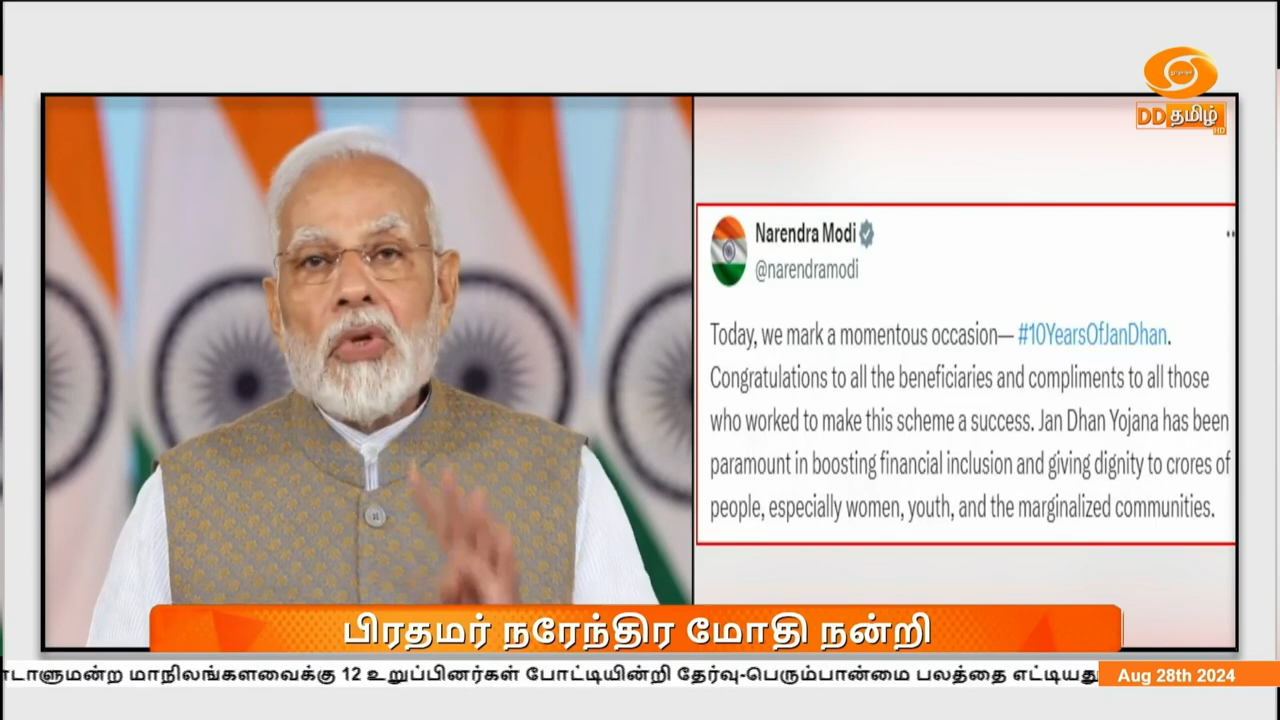 DD தமிழ்
HD
Narendra Modi
@narendramodi
Today, we mark a momentous occasion— #10YearsOfJanDhan.
Congratulations to all the beneficiaries and compliments to all those
who worked to make this scheme a success. Jan Dhan Yojana has been
paramount in boosting financial inclusion and giving dignity to crores of
people, especially women, youth, and the marginalized communities.
பிரதமர் நரேந்திர மோதி நன்றி
மாநிலங்களவைக்கு 12 உறுப்பினர்கள் போட்டியின்றி தேர்வு-பெரும்பான்மை பலத்தை எட்டியது
Aug 28th 2024